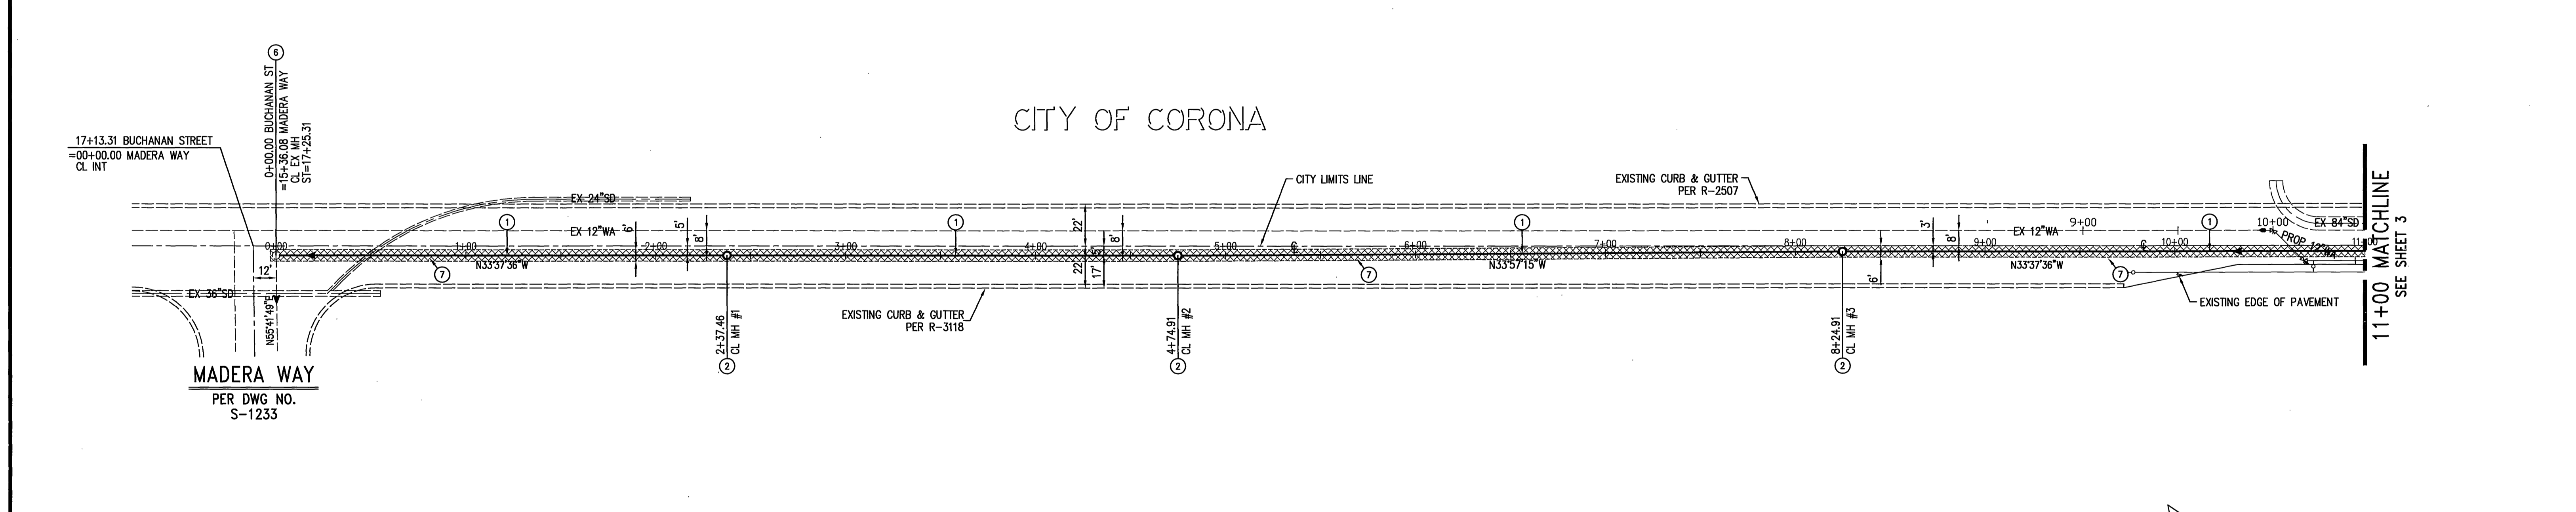 CITY OF CORONA
6
0+00.00 BUCHANAN ST
=15+36.08 MADERA WAY
CL EX MH
ST=17+25.31
17+13.31 BUCHANAN STREET
=00+00.00 MADERA WAY
CL INT
CITY LIMITS LINE
EXISTING CURB & GUTTER
PER R-2507
EX 24"SD
EX 12"WA
6'
5'
8'
22'
8'
EX 12"WA
3'
8'
9+00
10+00
EX 84"SD
PROP 12"WA
1
1
1
1
0+00
1+00
2+00
3+00
4+00
5+00
6+00
7+00
8+00
9+00
10+00
11+00
12'
N33°37'36"W
7
22'
17'
5'
7
N33°57'15"W
6'
N33°37'36"W
7
EX 36"SD
N55°41'49"E
EXISTING CURB & GUTTER
PER R-3118
EXISTING EDGE OF PAVEMENT
2+37.46
CL MH #1
2
4+74.91
CL MH #2
2
8+24.91
CL MH #3
2
11+00 MATCHLINE
SEE SHEET 3
MADERA WAY
PER DWG NO.
S-1233